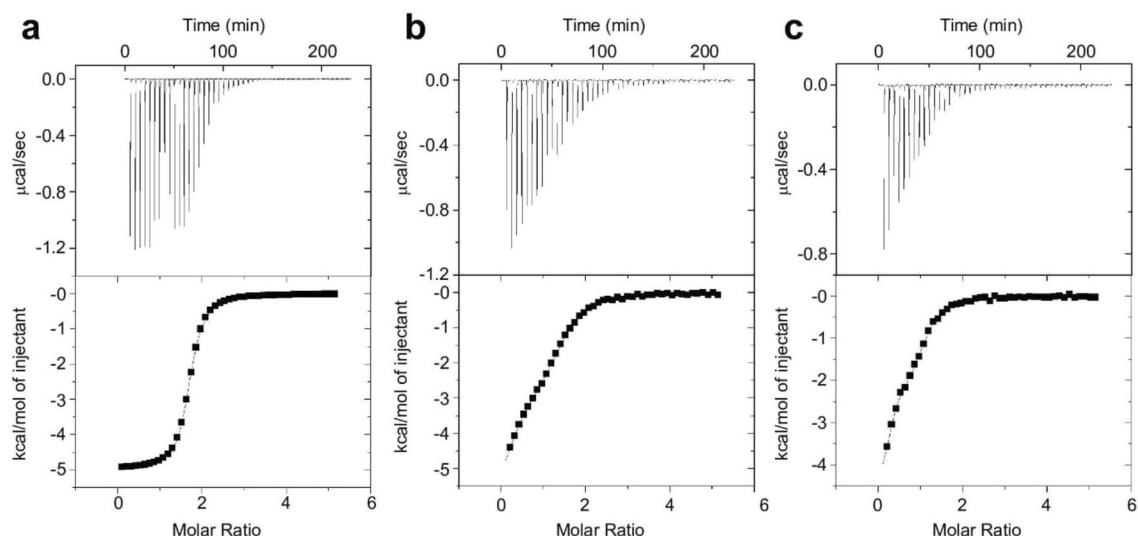 a
Time (min)
0 100 200
0.0
-0.4
-0.8
-1.2
µcal/sec
-0
-1
-2
-3
-4
-5
kcal/mol of injectant
0 2 4 6
Molar Ratio
b
Time (min)
0 100 200
0.0
-0.4
-0.8
-1.2
µcal/sec
-0
-1
-2
-3
-4
-5
kcal/mol of injectant
0 2 4 6
Molar Ratio
c
Time (min)
0 100 200
0.0
-0.4
-0.8
µcal/sec
-0
-1
-2
-3
-4
kcal/mol of injectant
0 2 4 6
Molar Ratio